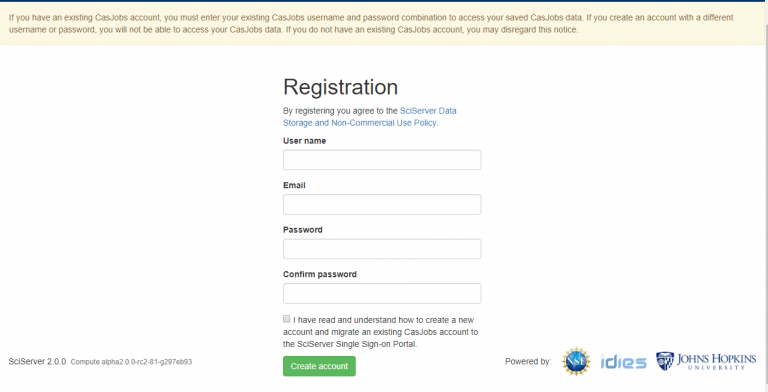 If you have an existing CasJobs account, you must enter your existing CasJobs username and password combination to access your saved CasJobs data. If you create an account with a different
username or password, you will not be able to access your CasJobs data. If you do not have an existing CasJobs account, you may disregard this notice.
Registration
By registering you agree to the SciServer Data
Storage and Non-Commercial Use Policy.
User name
Email
Password
Confirm password
I have read and understand how to create a new
account and migrate an existing CasJobs account to
the SciServer Single Sign-on Portal.
Create account
SciServer 2.0.0 Compute alpha2.0.0-rc2-81-g297eb93
Powered by:
NSF
idies
JOHNS HOPKINS
UNIVERSITY